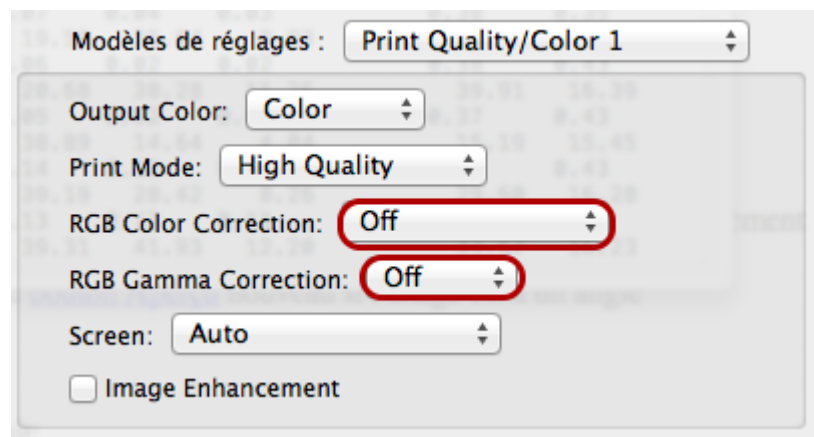 Modèles de réglages : Print Quality/Color 1
Output Color: Color
Print Mode: High Quality
RGB Color Correction: Off
RGB Gamma Correction: Off
Screen: Auto
Image Enhancement